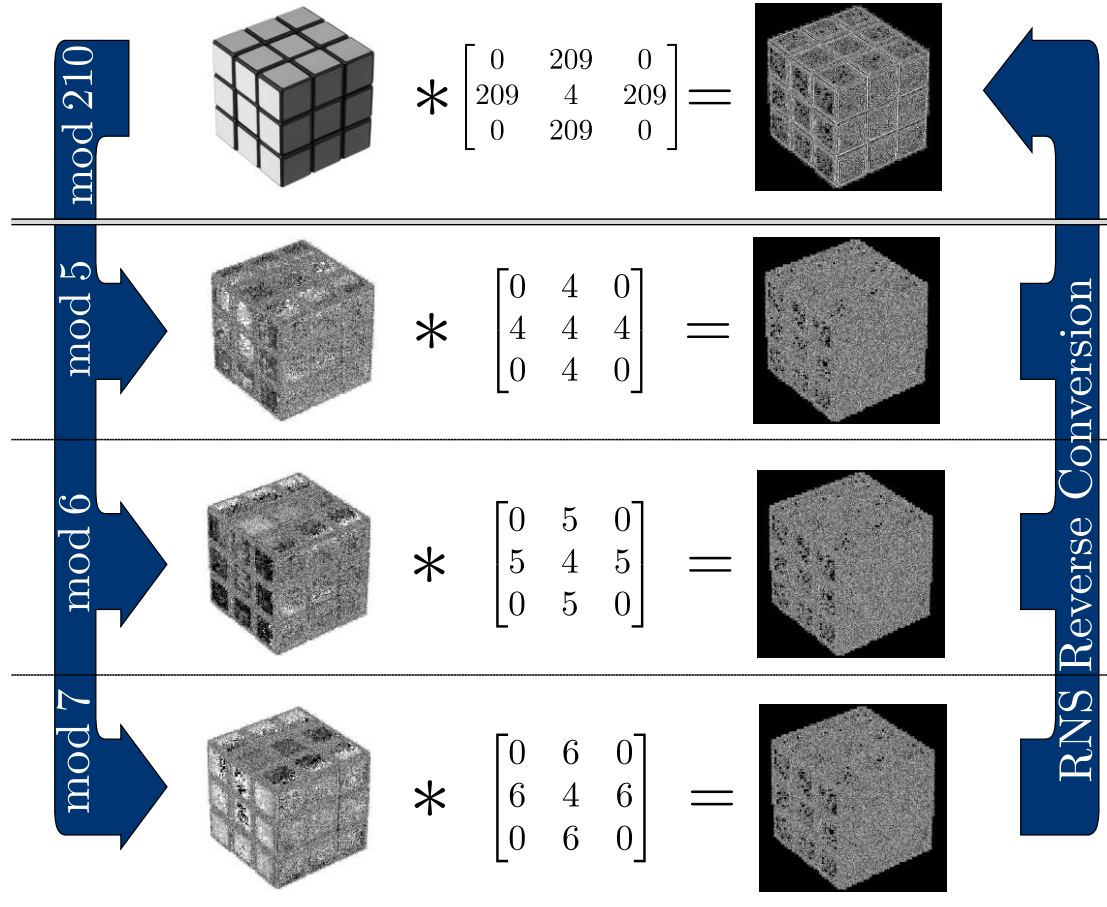 mod 210
* [0 209 0
209 4 209
0 209 0] =
mod 5
* [0 4 0
4 4 4
0 4 0] =
mod 6
* [0 5 0
5 4 5
0 5 0] =
mod 7
* [0 6 0
6 4 6
0 6 0] =
RNS Reverse Conversion